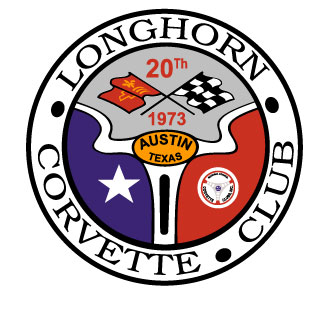 LONGHORN
20Th
1973
AUSTIN
TEXAS
CORVETTE • CLUB